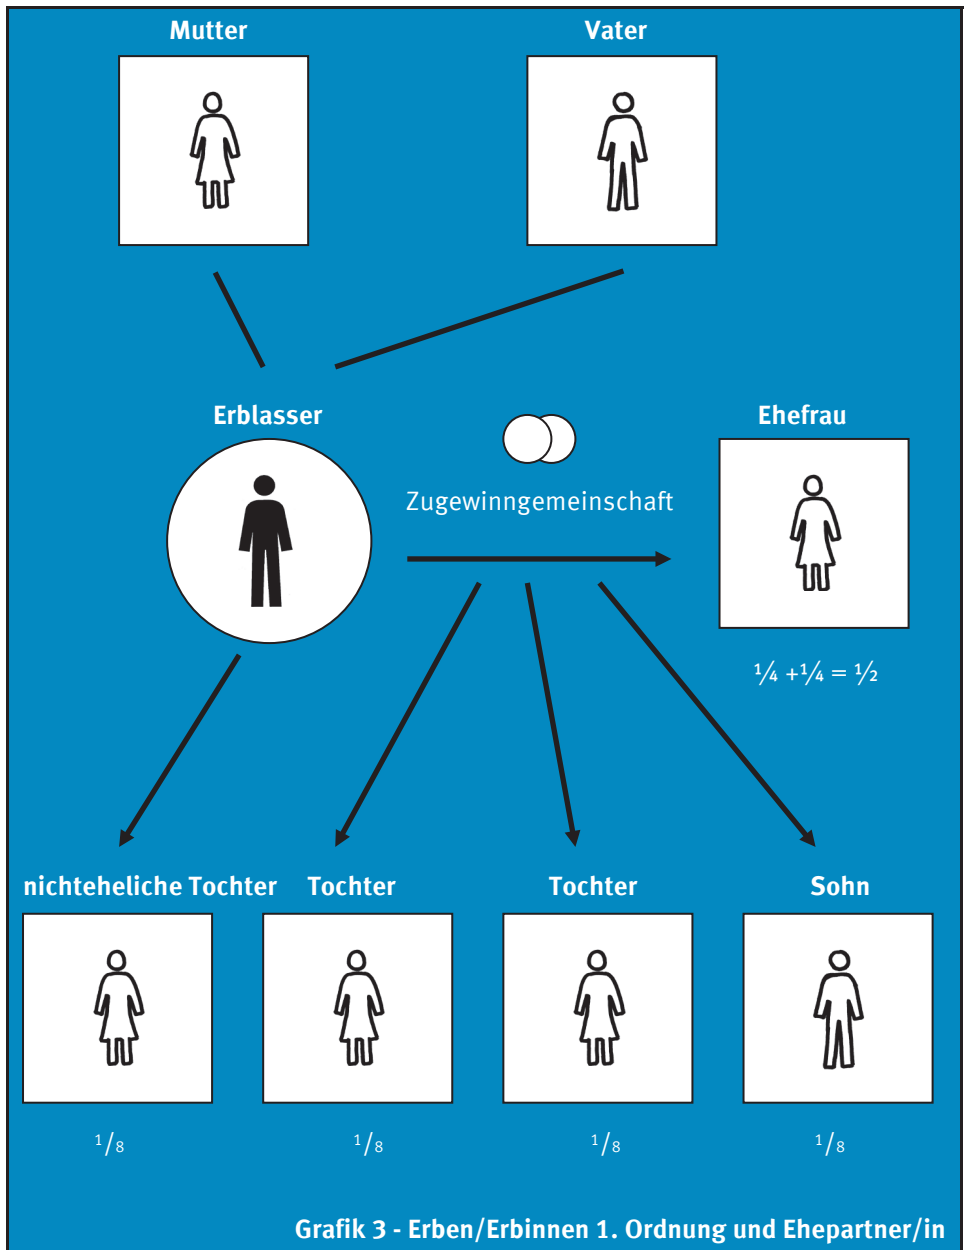 Mutter
Vater
Erblasser
Ehefrau
Zugewinngemeinschaft
¼ +¼ = ½
nichteheliche Tochter
Tochter
Tochter
Sohn
1/8
1/8
1/8
1/8
Grafik 3 - Erben/Erbinnen 1. Ordnung und Ehepartner/in